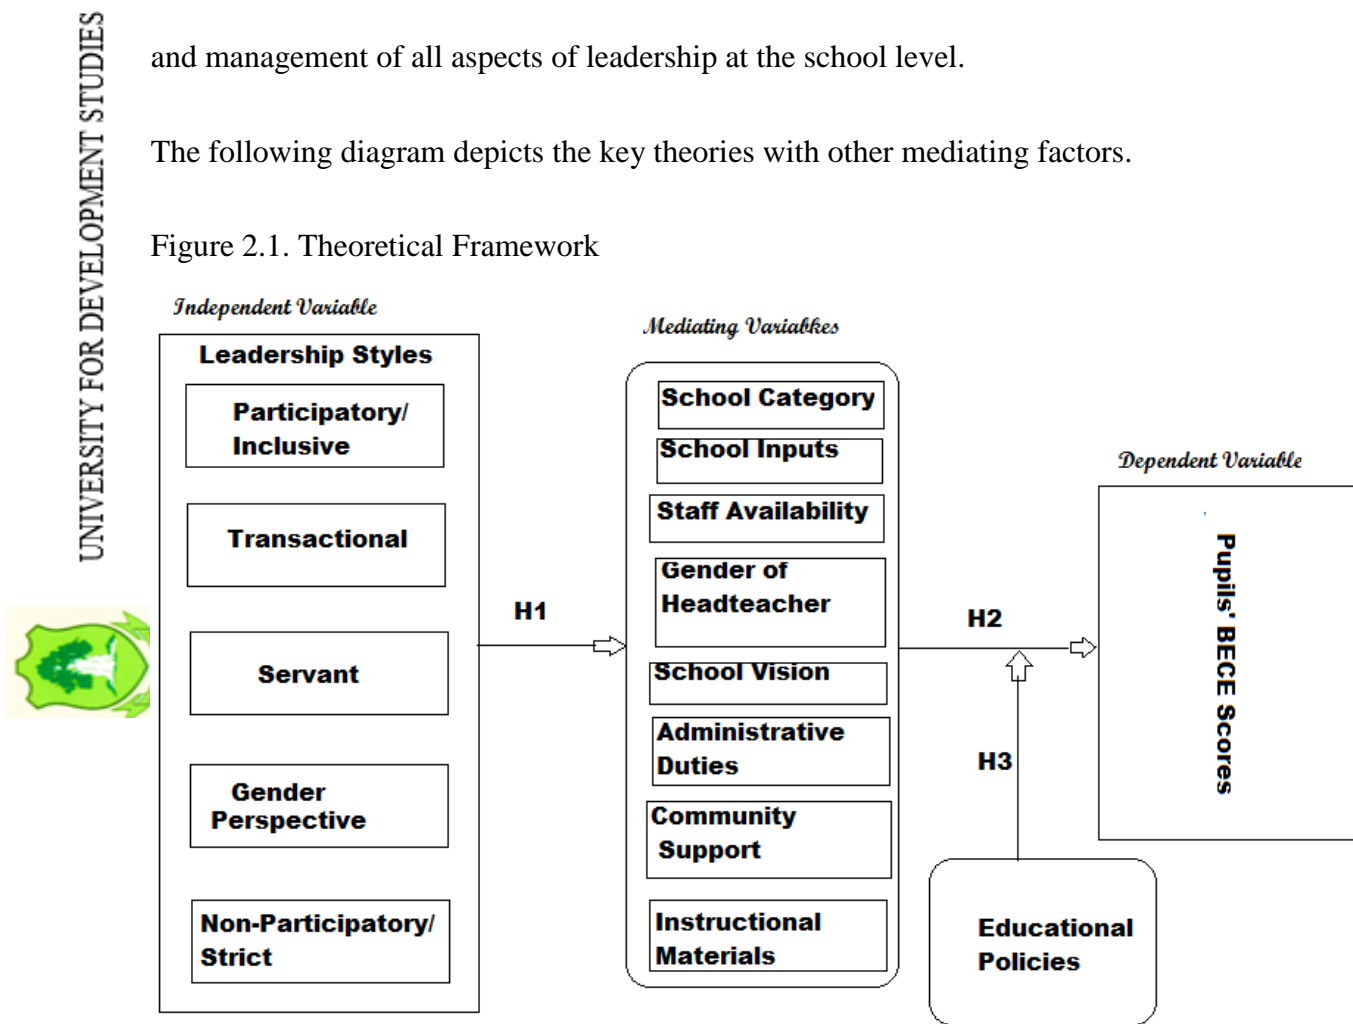 UNIVERSITY FOR DEVELOPMENT STUDIES
and management of all aspects of leadership at the school level.
The following diagram depicts the key theories with other mediating factors.
Figure 2.1. Theoretical Framework
Independent Variable
Leadership Styles
Participatory/
Inclusive
Transactional
Servant
Gender
Perspective
Non-Participatory/
Strict
H1
Mediating Variabkes
School Category
School Inputs
Staff Availability
Gender of
Headteacher
School Vision
Administrative
Duties
Community
Support
Instructional
Materials
H2
H3
Educational
Policies
Dependent Variable
Pupils' BECE Scores